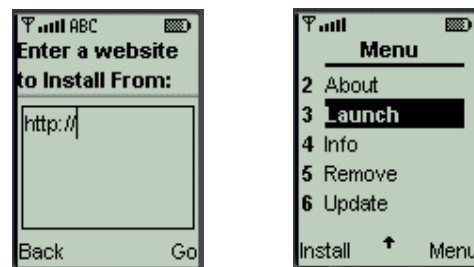 ABC
Enter a website
to Install From:
http://
Back Go
Menu
2 About
3 Launch
4 Info
5 Remove
6 Update
Install Menu